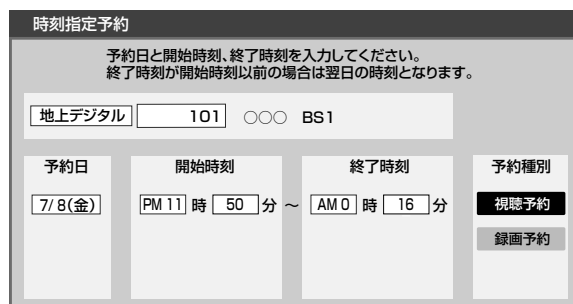 時刻指定予約
予約日と開始時刻、終了時刻を入力してください。
終了時刻が開始時刻以前の場合は翌日の時刻となります。
地上デジタル 101 ○○○ BS1
予約日 開始時刻 終了時刻 予約種別
7/ 8(金) PM 11 時 50 分 ～ AM 0 時 16 分 視聴予約
録画予約